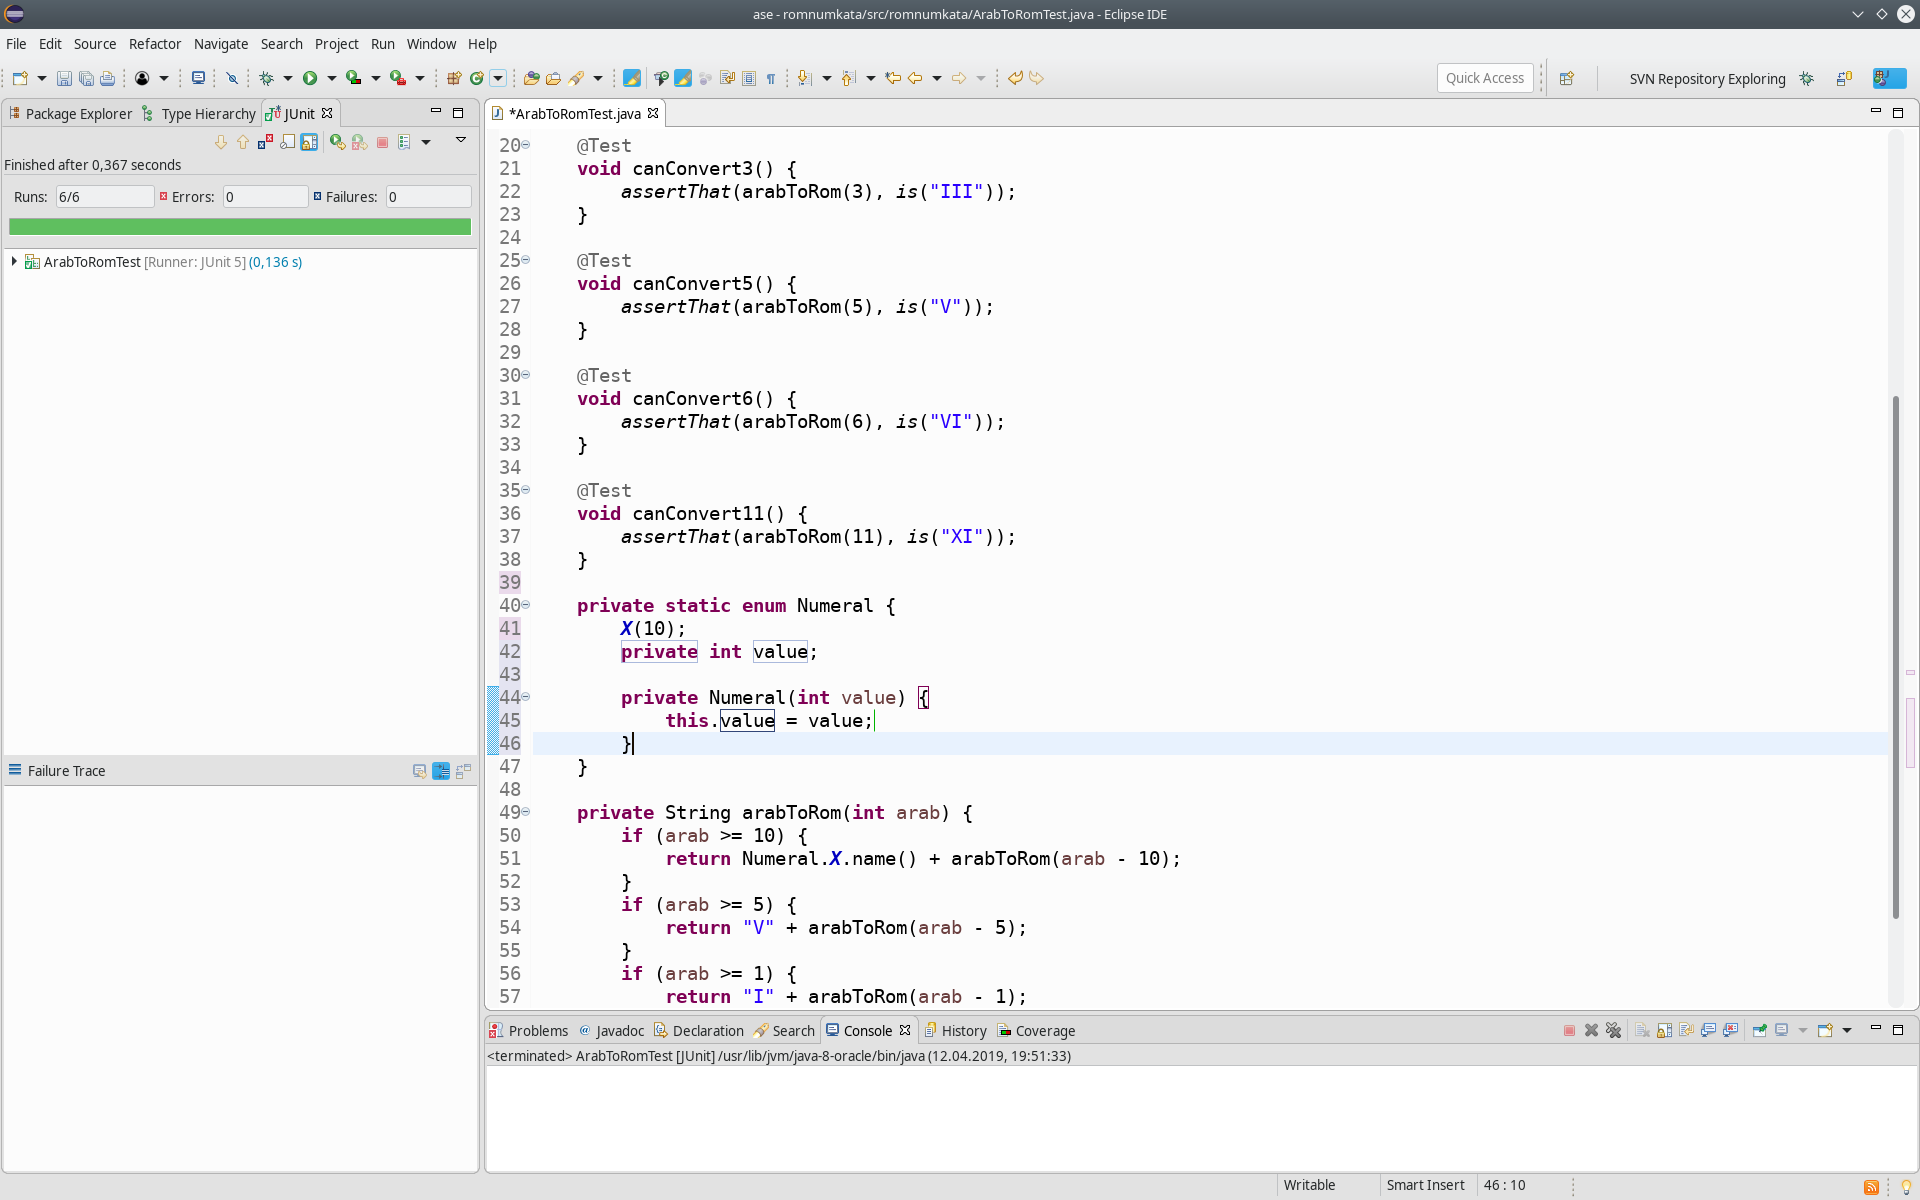 ase - romnumkata/src/romnumkata/ArabToRomTest.java - Eclipse IDE
File Edit Source Refactor Navigate Search Project Run Window Help
Quick Access
SVN Repository Exploring
Package Explorer Type Hierarchy JUnit
Finished after 0,367 seconds
Runs: 6/6 Errors: 0 Failures: 0
ArabToRomTest [Runner: JUnit 5] (0,136 s)
Failure Trace
*ArabToRomTest.java
20 @Test
21 void canConvert3() {
22 assertThat(arabToRom(3), is("III"));
23 }
24
25 @Test
26 void canConvert5() {
27 assertThat(arabToRom(5), is("V"));
28 }
29
30 @Test
31 void canConvert6() {
32 assertThat(arabToRom(6), is("VI"));
33 }
34
35 @Test
36 void canConvert11() {
37 assertThat(arabToRom(11), is("XI"));
38 }
39
40 private static enum Numeral {
41 X(10);
42 private int value;
43
44 private Numeral(int value) {
45 this.value = value;
46 }
47 }
48
49 private String arabToRom(int arab) {
50 if (arab >= 10) {
51 return Numeral.X.name() + arabToRom(arab - 10);
52 }
53 if (arab >= 5) {
54 return "V" + arabToRom(arab - 5);
55 }
56 if (arab >= 1) {
57 return "I" + arabToRom(arab - 1);
Problems Javadoc Declaration Search Console History Coverage
<terminated> ArabToRomTest [JUnit] /usr/lib/jvm/java-8-oracle/bin/java (12.04.2019, 19:51:33)
Writable Smart Insert 46 : 10